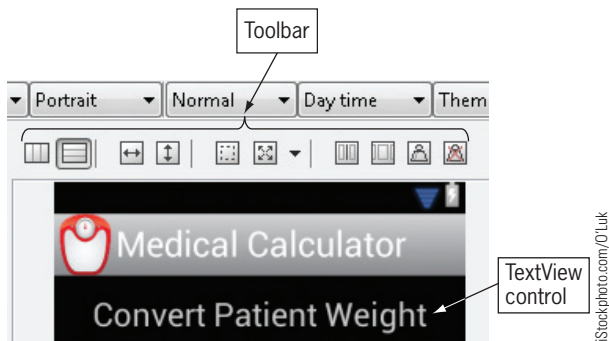 Toolbar
Portrait Normal Day time Them
Medical Calculator
Convert Patient Weight
TextView
control
iStockphoto.com/O'Luk